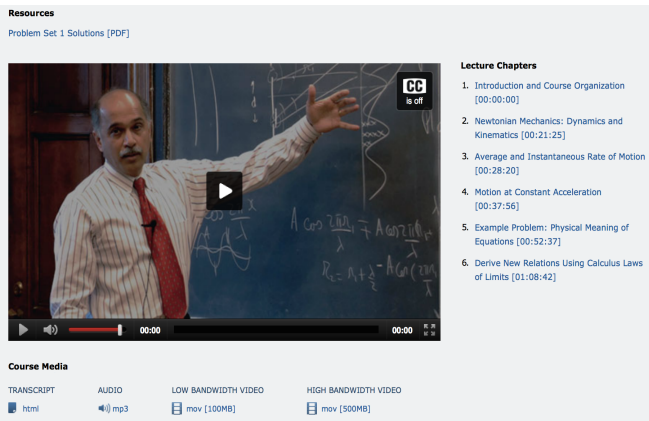 Resources
Problem Set 1 Solutions [PDF]
CC
is off
00:00
00:00
Lecture Chapters
1. Introduction and Course Organization
[00:00:00]
2. Newtonian Mechanics: Dynamics and
Kinematics [00:21:25]
3. Average and Instantaneous Rate of Motion
[00:28:20]
4. Motion at Constant Acceleration
[00:37:56]
5. Example Problem: Physical Meaning of
Equations [00:52:37]
6. Derive New Relations Using Calculus Laws
of Limits [01:08:42]
Course Media
TRANSCRIPT AUDIO LOW BANDWIDTH VIDEO HIGH BANDWIDTH VIDEO
html mp3 mov [100MB] mov [500MB]